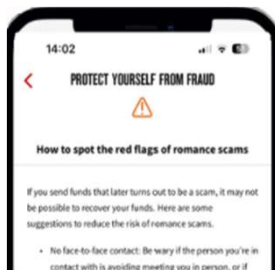 14:02
PROTECT YOURSELF FROM FRAUD
How to spot the red flags of romance scams
If you send funds that later turns out to be a scam, it may not
be possible to recover your funds. Here are some
suggestions to reduce the risk of romance scams.
• No face-to-face contact: Be wary if the person you're in
contact with is avoiding meeting you in person, or if